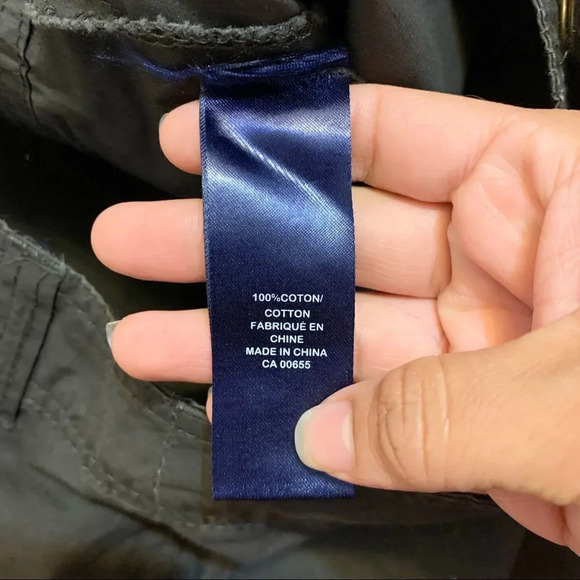 100%COTON/
COTTON
FABRIQUÉ EN
CHINE
MADE IN CHINA
CA 00655